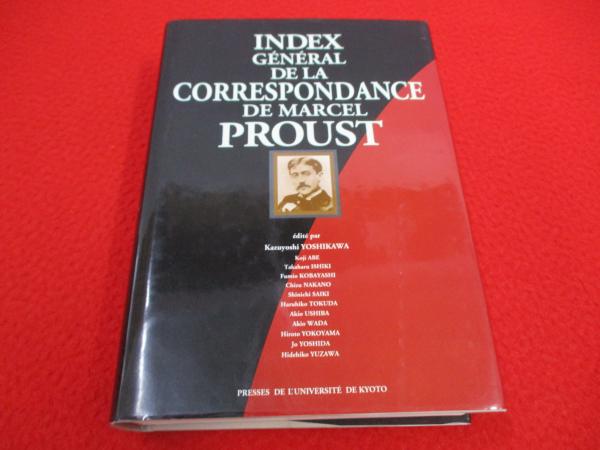 INDEX
GÉNÉRAL
DE LA
CORRESPONDANCE
DE MARCEL
PROUST
édité par
Kazuyoshi YOSHIKAWA
Koji ABE
Takaharu ISHIKI
Fumio KOBAYASHI
Chizu NAKANO
Shinichi SAIKI
Haruhiko TOKUDA
Akio USHIBA
Akio WADA
Hiroto YOKOYAMA
Jo YOSHIDA
Hidehiko YUZAWA
PRESSES DE L'UNIVERSITÉ DE KYOTO